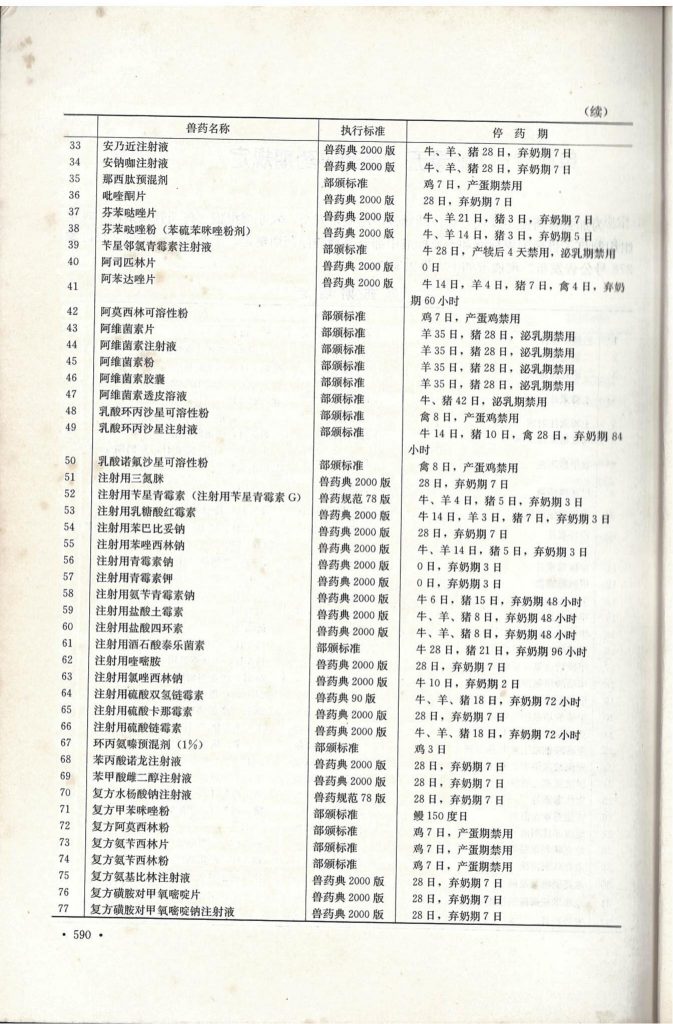 （续）
兽药名称 执行标准 停药期
33 安乃近注射液 兽药典 2000 版 牛、羊、猪 28 日，弃奶期 7 日
34 安钠咖注射液 兽药典 2000 版 牛、羊、猪 28 日，弃奶期 7 日
35 那西肽预混剂 部颁标准 鸡 7 日，产蛋期禁用
36 吡喹酮片 兽药典 2000 版 28 日，弃奶期 7 日
37 芬苯哒唑片 兽药典 2000 版 牛、羊 21 日，猪 3 日，弃奶期 7 日
38 芬苯哒唑粉（苯硫苯咪唑粉剂） 兽药典 2000 版 牛、羊 14 日，猪 3 日，弃奶期 5 日
39 苄星邻氯青霉素注射液 部颁标准 牛 28 日，产犊后 4 天禁用，泌乳期禁用
40 阿司匹林片 兽药典 2000 版 0 日
41 阿苯达唑片 兽药典 2000 版 牛 14 日，羊 4 日，猪 7 日，禽 4 日，弃奶
期 60 小时
42 阿莫西林可溶性粉 部颁标准 鸡 7 日，产蛋鸡禁用
43 阿维菌素片 部颁标准 羊 35 日，猪 28 日，泌乳期禁用
44 阿维菌素注射液 部颁标准 羊 35 日，猪 28 日，泌乳期禁用
45 阿维菌素粉 部颁标准 羊 35 日，猪 28 日，泌乳期禁用
46 阿维菌素胶囊 部颁标准 羊 35 日，猪 28 日，泌乳期禁用
47 阿维菌素透皮溶液 部颁标准 牛、猪 42 日，泌乳期禁用
48 乳酸环丙沙星可溶性粉 部颁标准 禽 8 日，产蛋鸡禁用
49 乳酸环丙沙星注射液 部颁标准 牛 14 日，猪 10 日，禽 28 日，弃奶期 84
小时
50 乳酸诺氟沙星可溶性粉 部颁标准 禽 8 日，产蛋鸡禁用
51 注射用三氮脒 兽药典 2000 版 28 日，弃奶期 7 日
52 注射用苄星青霉素（注射用苄星青霉素 G） 兽药规范 78 版 牛、羊 4 日，猪 5 日，弃奶期 3 日
53 注射用乳糖酸红霉素 兽药典 2000 版 牛 14 日，羊 3 日，猪 7 日，弃奶期 3 日
54 注射用苯巴比妥钠 兽药典 2000 版 28 日，弃奶期 7 日
55 注射用苯唑西林钠 兽药典 2000 版 牛、羊 14 日，猪 5 日，弃奶期 3 日
56 注射用青霉素钠 兽药典 2000 版 0 日，弃奶期 3 日
57 注射用青霉素钾 兽药典 2000 版 0 日，弃奶期 3 日
58 注射用氨苄青霉素钠 兽药典 2000 版 牛 6 日，猪 15 日，弃奶期 48 小时
59 注射用盐酸土霉素 兽药典 2000 版 牛、羊、猪 8 日，弃奶期 48 小时
60 注射用盐酸四环素 兽药典 2000 版 牛、羊、猪 8 日，弃奶期 48 小时
61 注射用酒石酸泰乐菌素 部颁标准 牛 28 日，猪 21 日，弃奶期 96 小时
62 注射用喹嘧胺 兽药典 2000 版 28 日，弃奶期 7 日
63 注射用氯唑西林钠 兽药典 2000 版 牛 10 日，弃奶期 2 日
64 注射用硫酸双氢链霉素 兽药典 90 版 牛、羊、猪 18 日，弃奶期 72 小时
65 注射用硫酸卡那霉素 兽药典 2000 版 28 日，弃奶期 7 日
66 注射用硫酸链霉素 兽药典 2000 版 牛、羊、猪 18 日，弃奶期 72 小时
67 环丙氨嗪预混剂（1%） 部颁标准 鸡 3 日
68 苯丙酸诺龙注射液 兽药典 2000 版 28 日，弃奶期 7 日
69 苯甲酸雌二醇注射液 兽药典 2000 版 28 日，弃奶期 7 日
70 复方水杨酸钠注射液 兽药规范 78 版 28 日，弃奶期 7 日
71 复方甲苯咪唑粉 部颁标准 鳗 150 度日
72 复方阿莫西林粉 部颁标准 鸡 7 日，产蛋期禁用
73 复方氨苄西林片 部颁标准 鸡 7 日，产蛋期禁用
74 复方氨苄西林粉 部颁标准 鸡 7 日，产蛋期禁用
75 复方氨基比林注射液 兽药典 2000 版 28 日，弃奶期 7 日
76 复方磺胺对甲氧嘧啶片 兽药典 2000 版 28 日，弃奶期 7 日
77 复方磺胺对甲氧嘧啶钠注射液 兽药典 2000 版 28 日，弃奶期 7 日
• 590 •